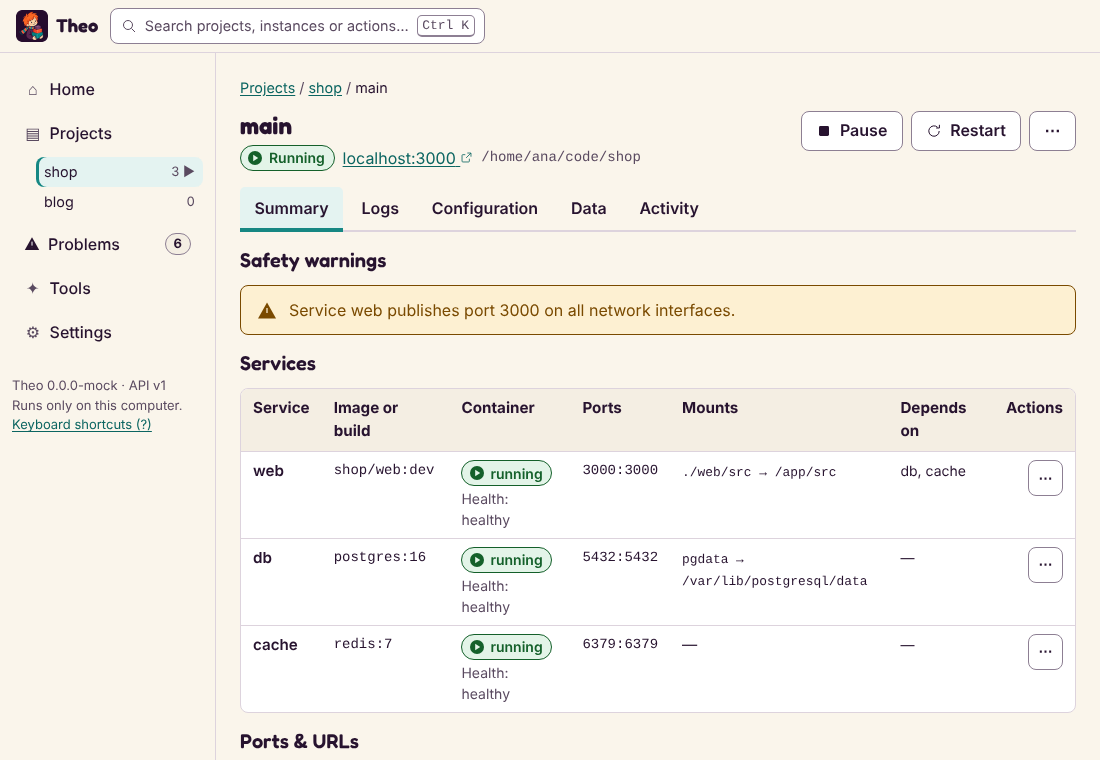 Theo
Search projects, instances or actions...
Ctrl K
Home
Projects
shop 3
blog 0
Problems 6
Tools
Settings
Theo 0.0.0-mock · API v1
Runs only on this computer.
Keyboard shortcuts (?)
Projects / shop / main
main
Running localhost:3000 /home/ana/code/shop
Pause
Restart
...
Summary Logs Configuration Data Activity
Safety warnings
Service web publishes port 3000 on all network interfaces.
Services
Service Image or build Container Ports Mounts Depends on Actions
web shop/web:dev running 3000:3000 ./web/src → /app/src db, cache ...
Health:
healthy
db postgres:16 running 5432:5432 pgdata → — ...
Health: /var/lib/postgresql/data
healthy
cache redis:7 running 6379:6379 — — ...
Health:
healthy
Ports & URLs